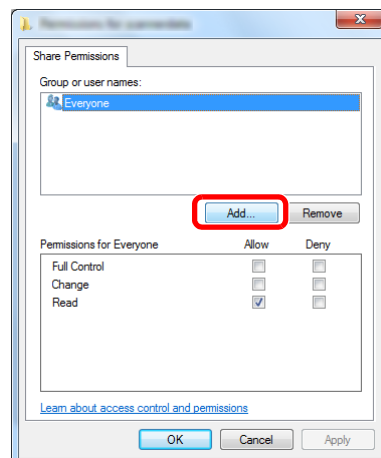 Share Permissions
Group or user names:
Everyone
Add... Remove
Permissions for Everyone Allow Deny
Full Control
Change
Read
Learn about access control and permissions
OK Cancel Apply